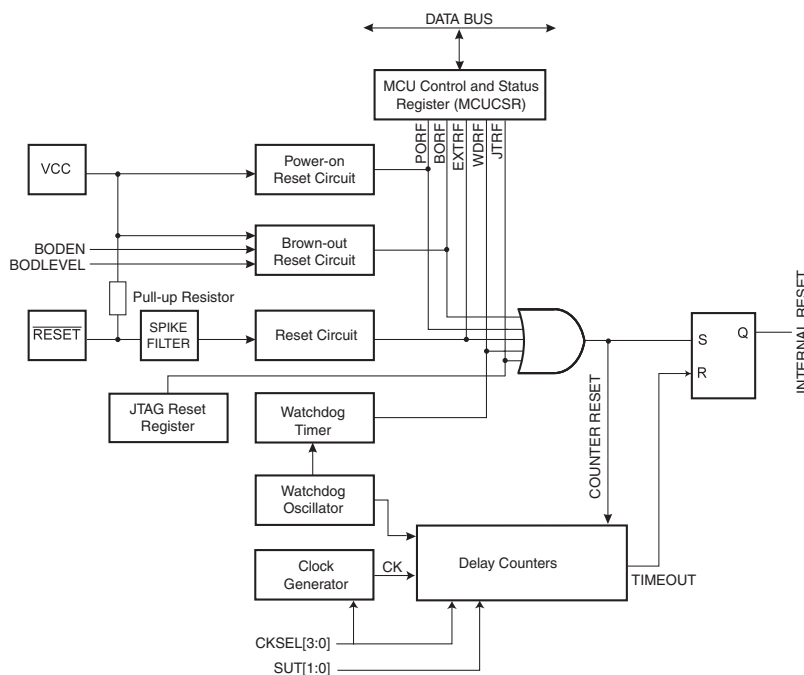 DATA BUS
MCU Control and Status
Register (MCUCSR)
PORF
BORF
EXTRF
WDRF
JTRF
VCC
Power-on
Reset Circuit
BODEN
BODLEVEL
Brown-out
Reset Circuit
Pull-up Resistor
RESET
SPIKE
FILTER
Reset Circuit
JTAG Reset
Register
Watchdog
Timer
Watchdog
Oscillator
Clock
Generator
CK
Delay Counters
CKSEL[3:0]
SUT[1:0]
COUNTER RESET
TIMEOUT
S
Q
R
INTERNAL RESET